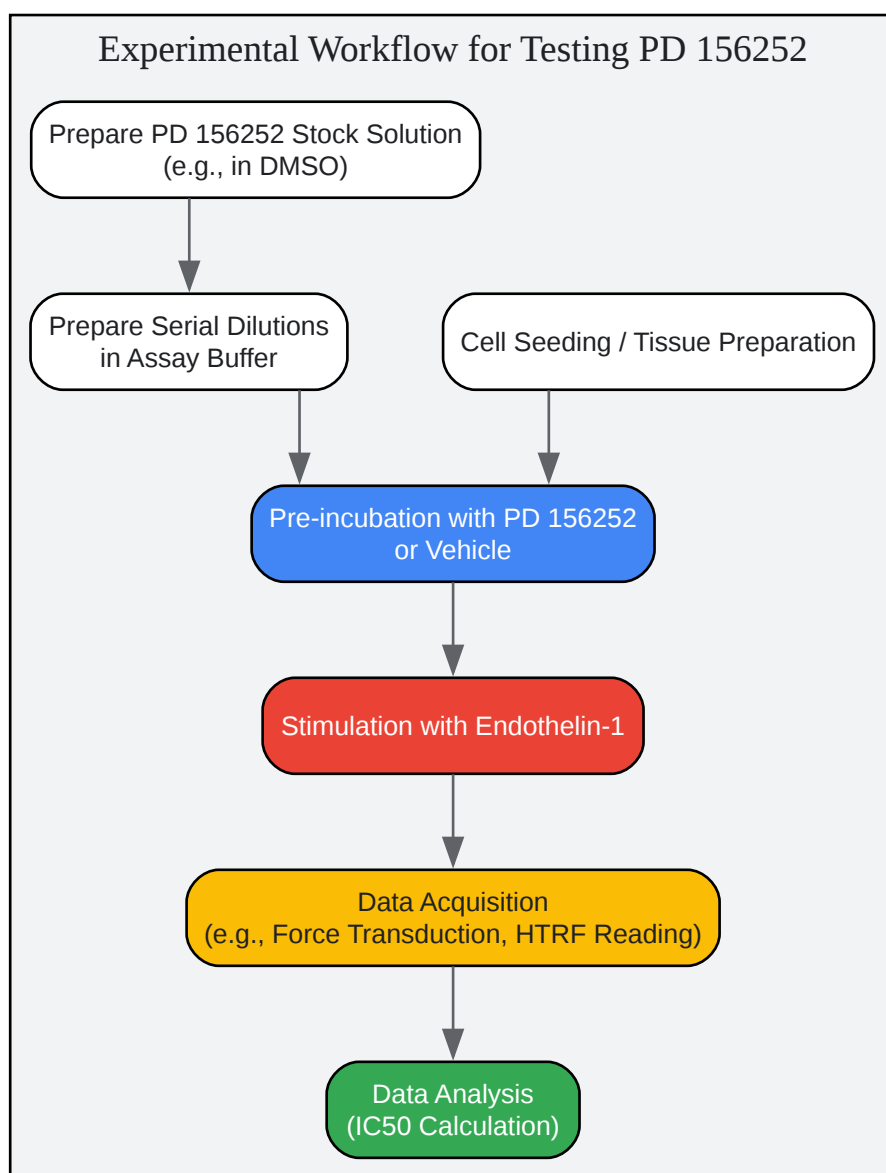 Experimental Workflow for Testing PD 156252
Prepare PD 156252 Stock Solution
(e.g., in DMSO)
Prepare Serial Dilutions
in Assay Buffer
Cell Seeding / Tissue Preparation
Pre-incubation with PD 156252
or Vehicle
Stimulation with Endothelin-1
Data Acquisition
(e.g., Force Transduction, HTRF Reading)
Data Analysis
(IC50 Calculation)